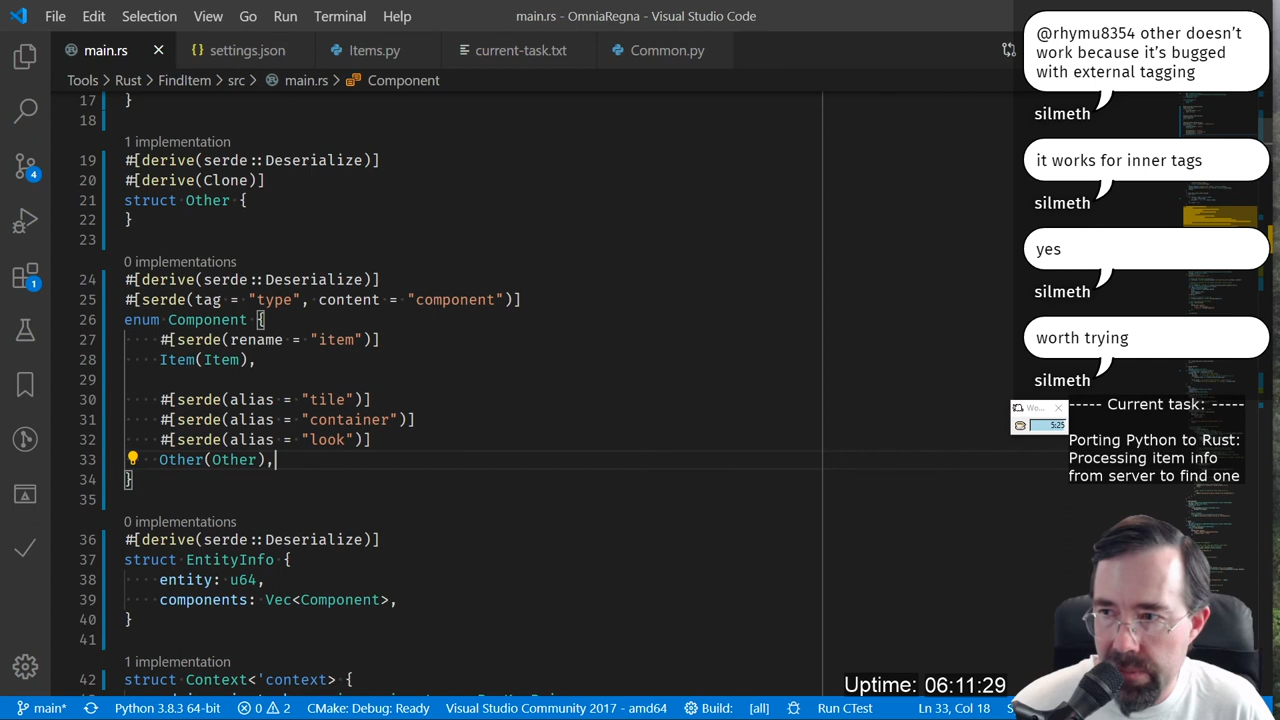 File Edit Selection View Go Run Terminal Help main.rs - OmniaRegna - Visual Studio Code
main.rs settings.json Items.py current-task.txt Common.py
Tools > Rust > FindItem > src > main.rs > Component
17 }
18
1 implementation
19 #[derive(serde::Deserialize)]
20 #[derive(Clone)]
21 struct Other {
22 }
23
0 implementations
24 #[derive(serde::Deserialize)]
25 #[serde(tag = "type", content = "component")]
26 enum Component {
27 #[serde(rename = "item")]
28 Item(Item),
29
30 #[serde(alias = "tile")]
31 #[serde(alias = "container")]
32 #[serde(alias = "look")]
33 Other(Other),
34 }
35
0 implementations
36 #[derive(serde::Deserialize)]
37 struct EntityInfo {
38 entity: u64,
39 components: Vec<Component>,
40 }
41
1 implementation
42 struct Context<'context> {
@rhymu8354 other doesn't
work because it's bugged
with external tagging
silmeth
it works for inner tags
silmeth
yes
silmeth
worth trying
silmeth
----- Current task: -----
Wo...
5:25
Porting Python to Rust:
Processing item info
from server to find one
4
1
Uptime: 06:11:29
main* Python 3.8.3 64-bit 0 2 CMake: Debug: Ready Visual Studio Community 2017 - amd64 Build: [all] Run CTest Ln 33, Col 18